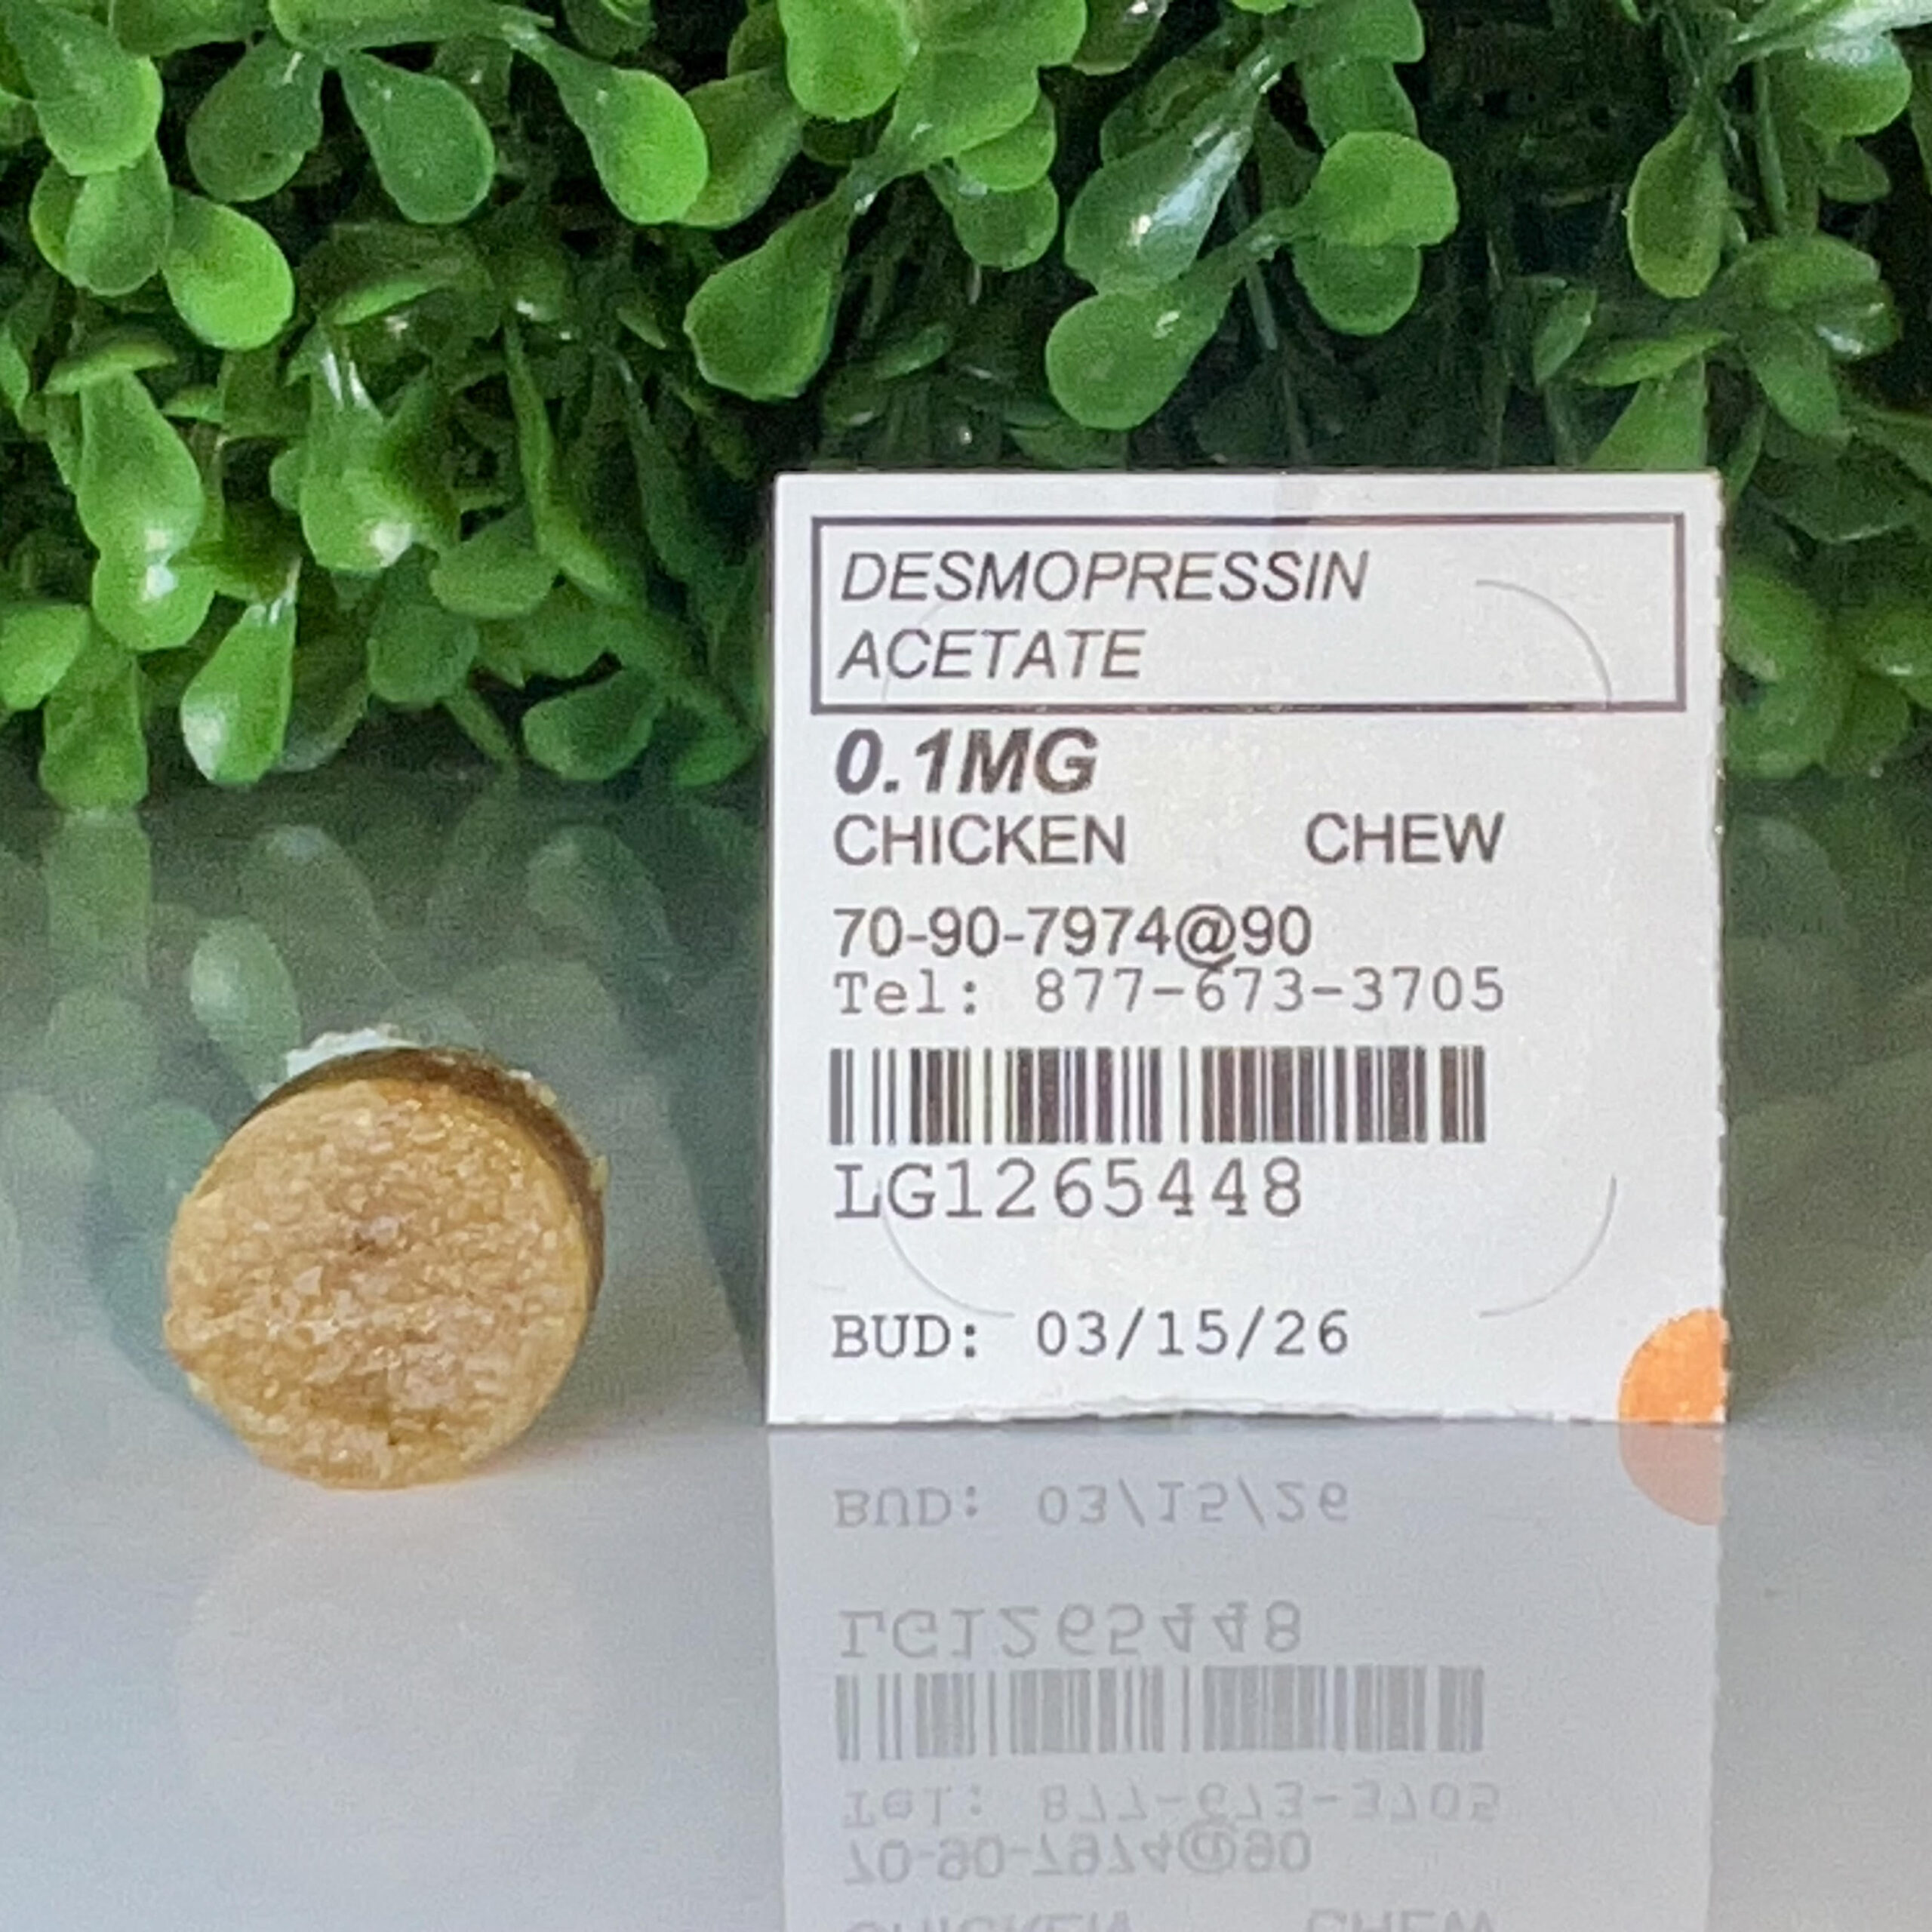 DESMOPRESSIN
ACETATE
0.1MG
CHICKEN CHEW
70-90-7974@90
Tel: 877-673-3705
LG1265448
BUD: 03/15/26